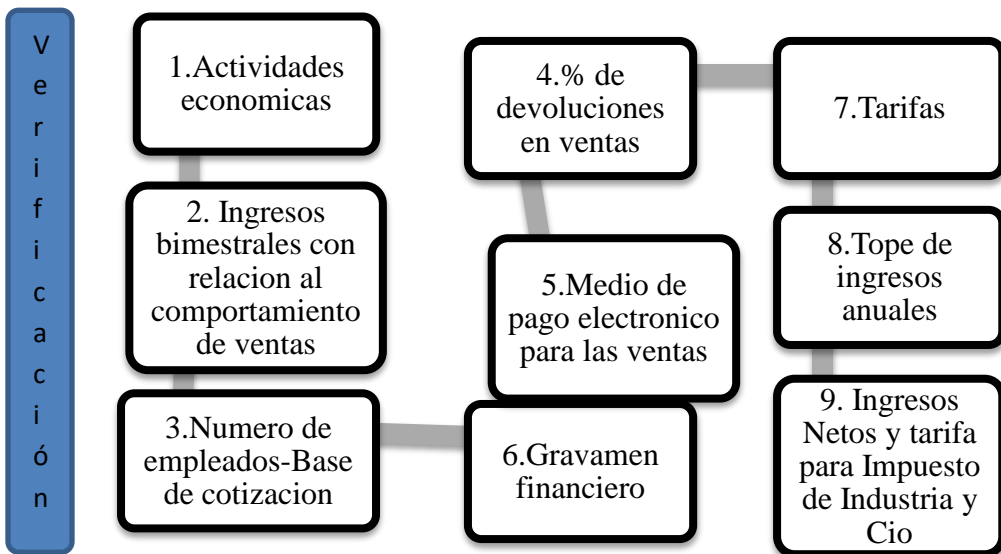 Verificación
1.Actividades
economicas
2. Ingresos
bimestrales con
relacion al
comportamiento
de ventas
3.Numero de
empleados-Base
de cotizacion
4.% de
devoluciones
en ventas
5.Medio de
pago electronico
para las ventas
6.Gravamen
financiero
7.Tarifas
8.Tope de
ingresos
anuales
9. Ingresos
Netos y tarifa
para Impuesto
de Industria y
Cio